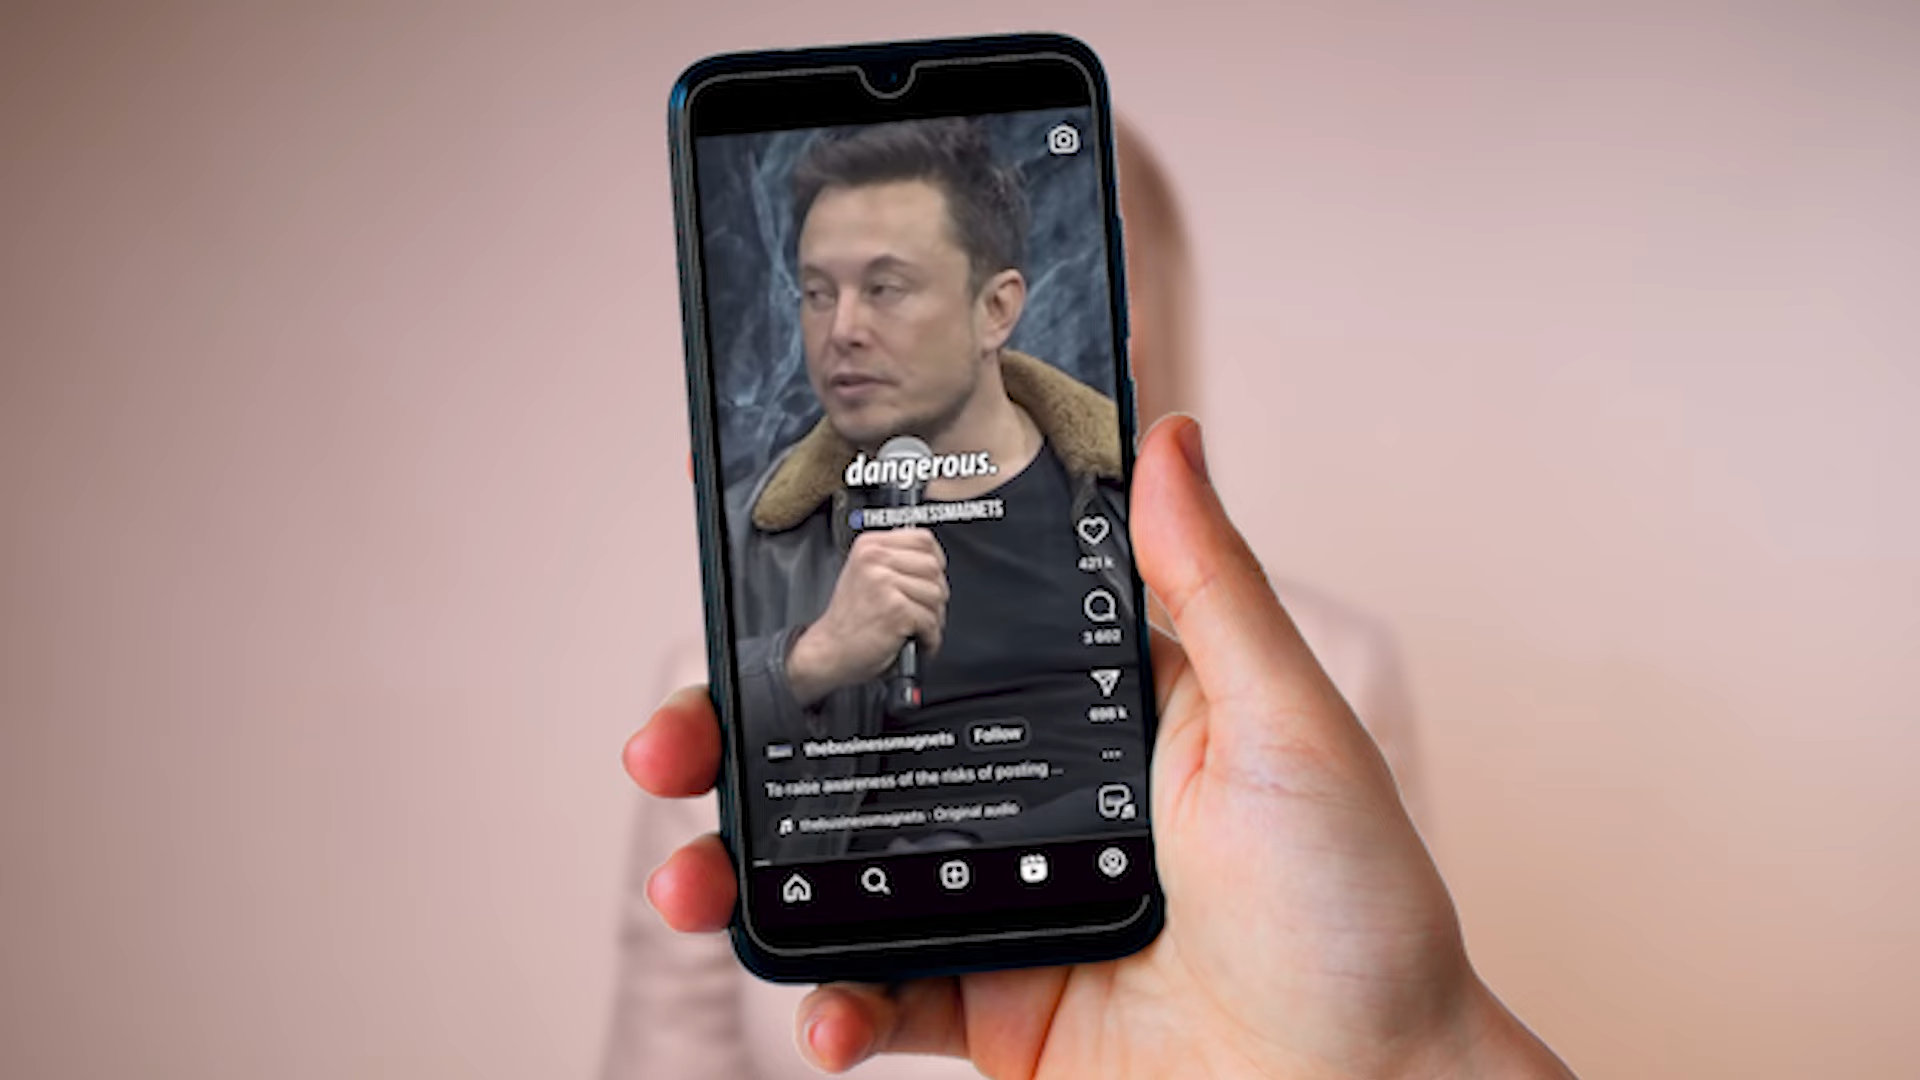 dangerous.
@THEBUSINESSMAGNETS
421 k
3 602
698 k
thebusinessmagnets
Follow
To raise awareness of the risks of posting ...
thebusinessmagnets · Original audio